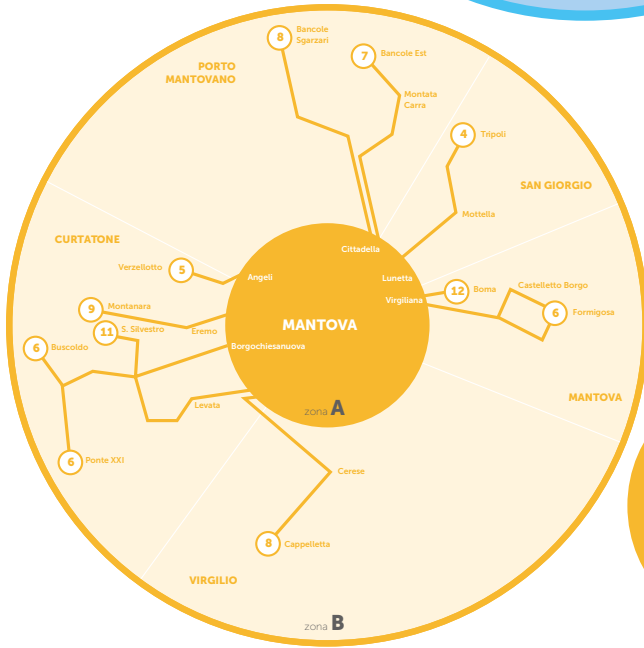 8
Bancole
Sgarzari
7
Bancole Est
PORTO
MANTOVANO
Montata
Carra
4
Tripoli
SAN GIORGIO
Mottella
CURTATONE
Cittadella
Verzellotto
5
Angeli
Lunetta
12
Boma
Castelletto Borgo
Virgiliana
9
Montanara
6
Formigosa
11
S. Silvestro
Eremo
MANTOVA
6
Buscoldo
Borgochiesanuova
MANTOVA
Levata
zona A
6
Ponte XXI
Cerese
8
Cappelletta
VIRGILIO
zona B